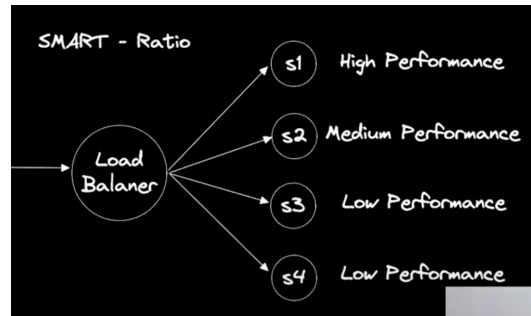 SMART - Ratio
s1 High Performance
s2 Medium Performance
Load
Balaner
s3 Low Performance
s4 Low Performance